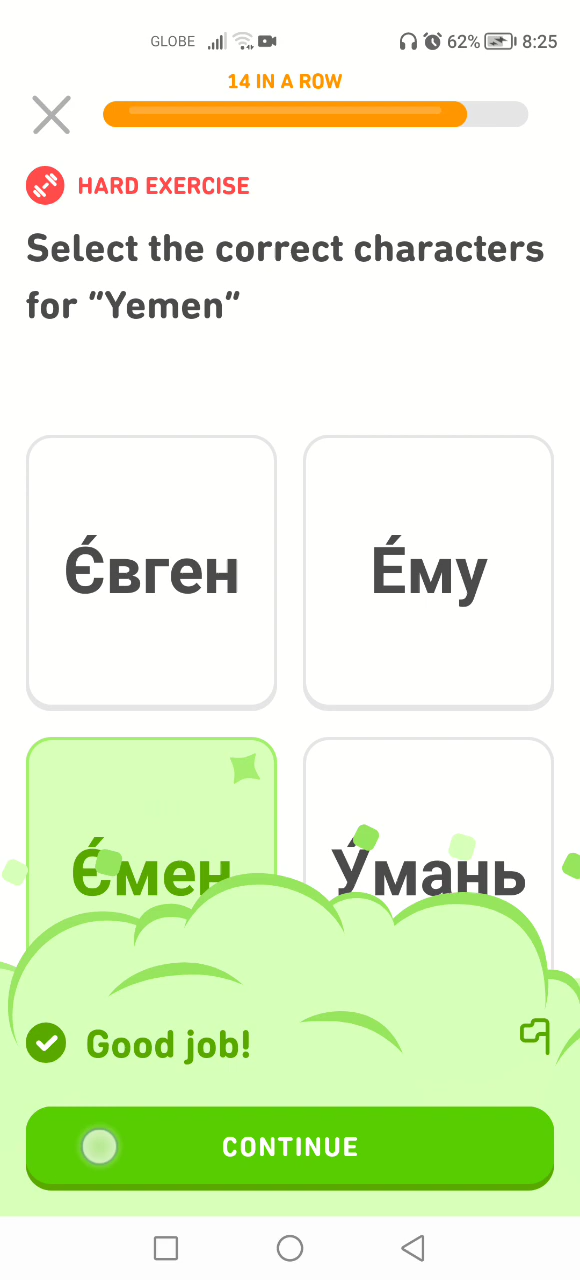 GLOBE 62% 8:25
14 IN A ROW
HARD EXERCISE
Select the correct characters
for "Yemen"
Є́вген
Е́му
Є́мен
У́мань
Good job!
CONTINUE